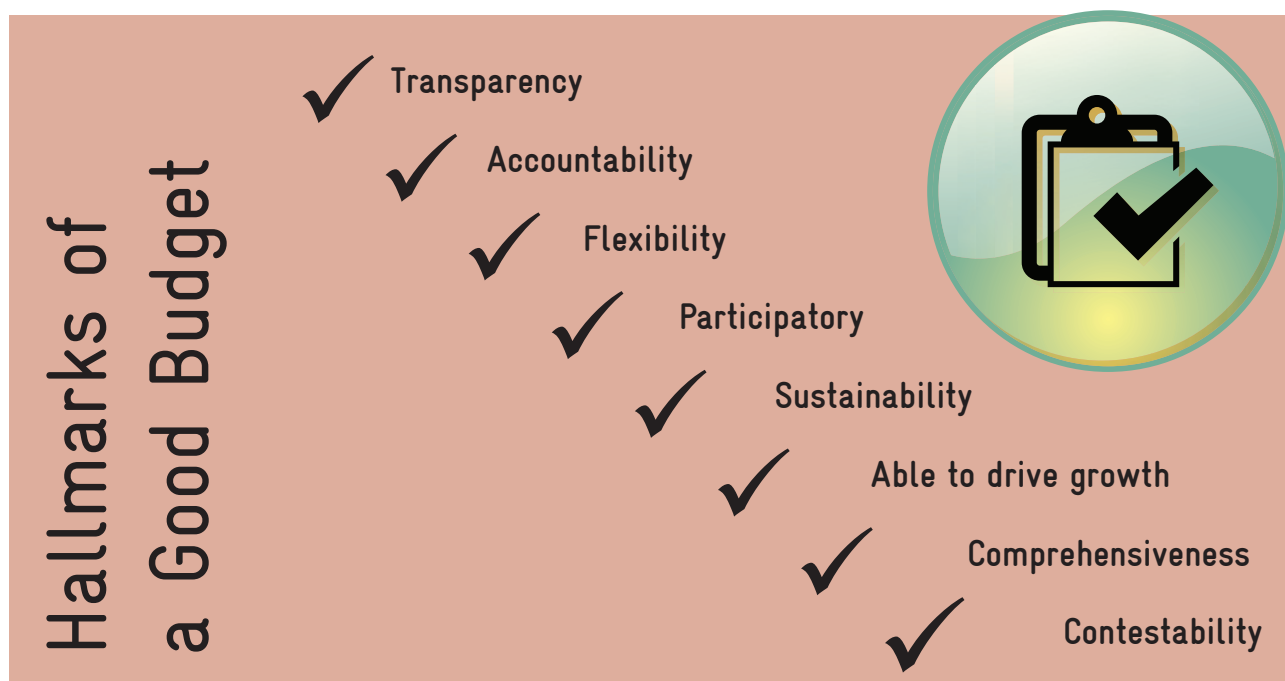 Hallmarks of
a Good Budget
Transparency
Accountability
Flexibility
Participatory
Sustainability
Able to drive growth
Comprehensiveness
Contestability